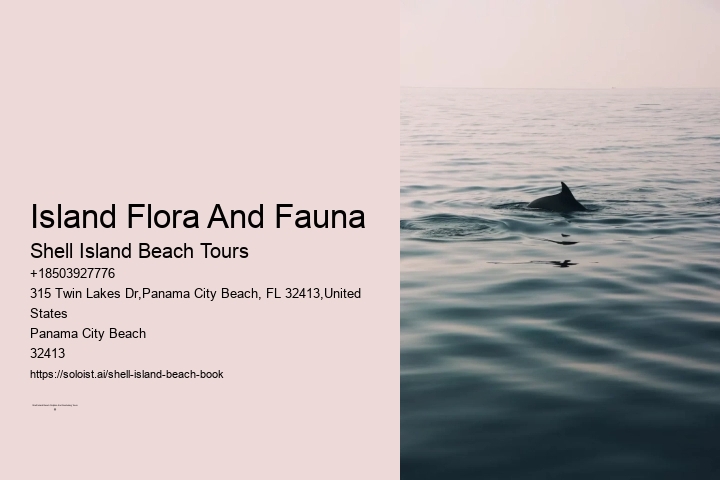 Island Flora And Fauna
Shell Island Beach Tours
+18503927776
315 Twin Lakes Dr,Panama City Beach, FL 32413,United
States
Panama City Beach
32413
https://soloist.ai/shell-island-beach-book